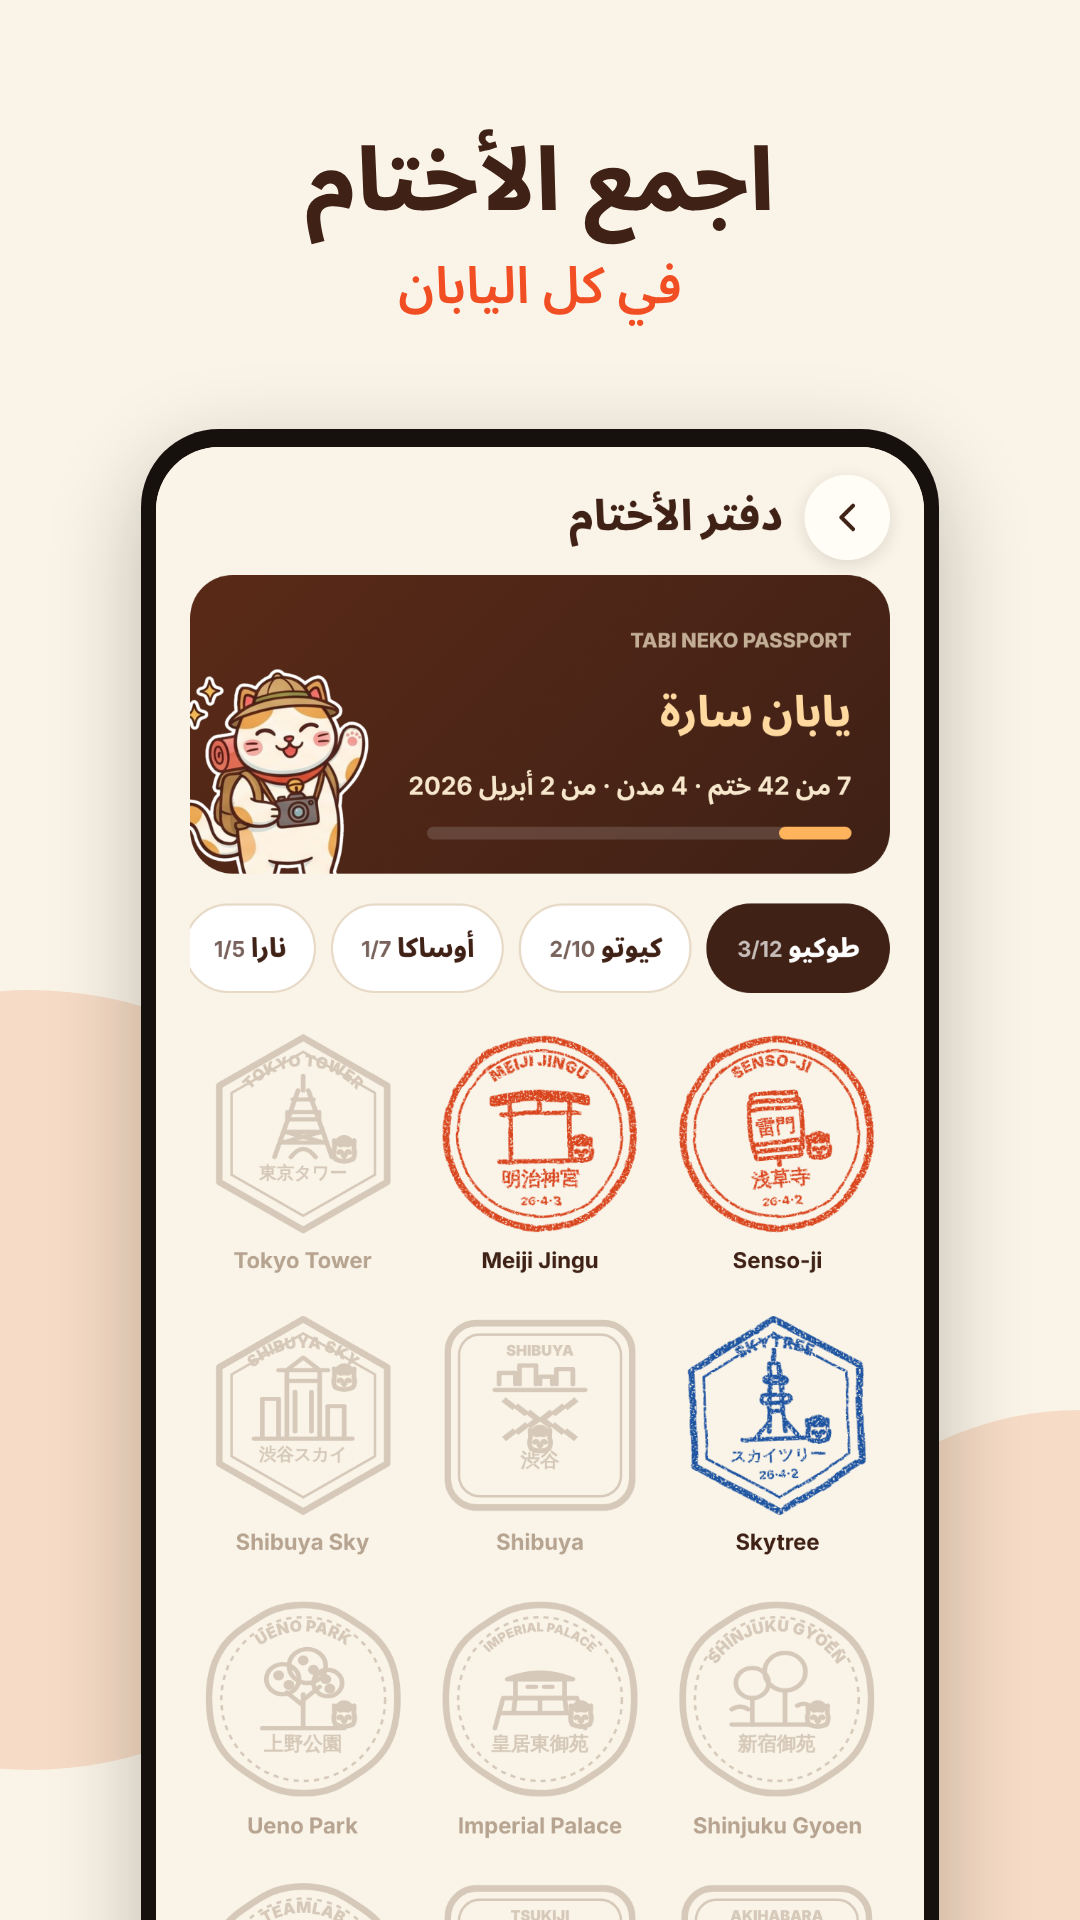 اجمع الأختام
في كل اليابان
دفتر الأختام
TABI NEKO PASSPORT
يابان سارة
7 من 42 ختم · 4 مدن · من 2 أبريل 2026
طوكيو 3/12
كيوتو 2/10
أوساكا 1/7
نارا 1/5
SENSO-JI
雷門
浅草寺
26·4·2
Senso-ji
MEIJI JINGU
明治神宮
26·4·3
Meiji Jingu
TOKYO TOWER
東京タワー
Tokyo Tower
SKYTREE
スカイツリー
26·4·2
Skytree
SHIBUYA
渋谷
Shibuya
SHIBUYA SKY
渋谷スカイ
Shibuya Sky
SHINJUKU GYOEN
新宿御苑
Shinjuku Gyoen
IMPERIAL PALACE
皇居東御苑
Imperial Palace
UENO PARK
上野公園
Ueno Park
AKIHABARA
TSUKIJI
TEAMLAB